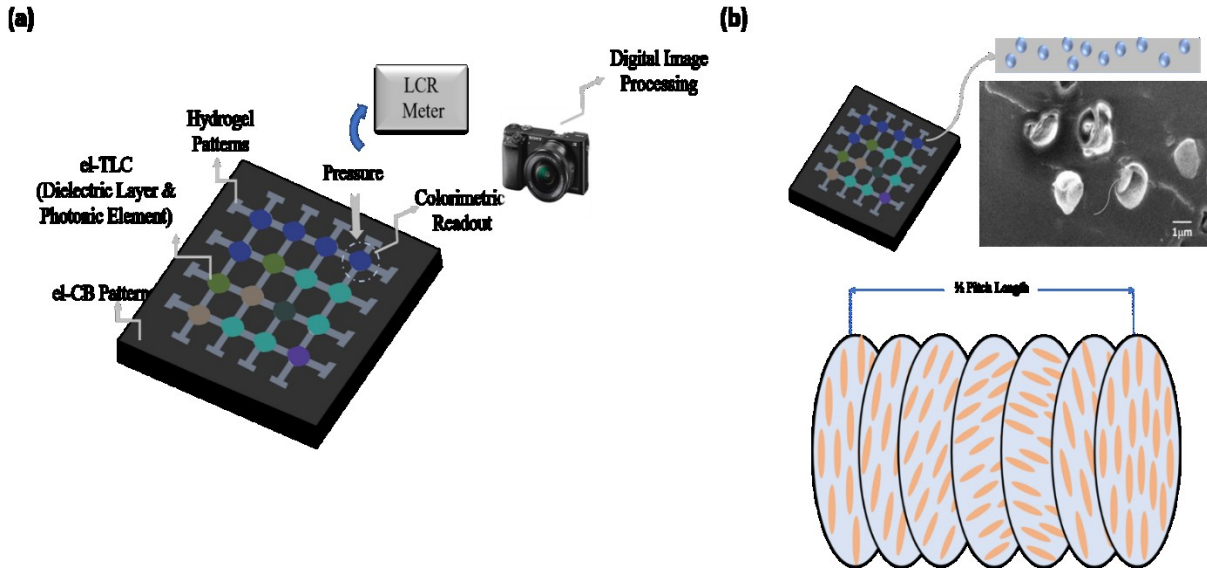 (a)
LCR
Meter
Digital Image
Processing
Hydrogel
Patterns
Pressure
el-TLC
(Dielectric Layer &
Photonic Element)
Colorimetric
Readout
el-CB Pattern
(b)
1μm
½ Pitch Length